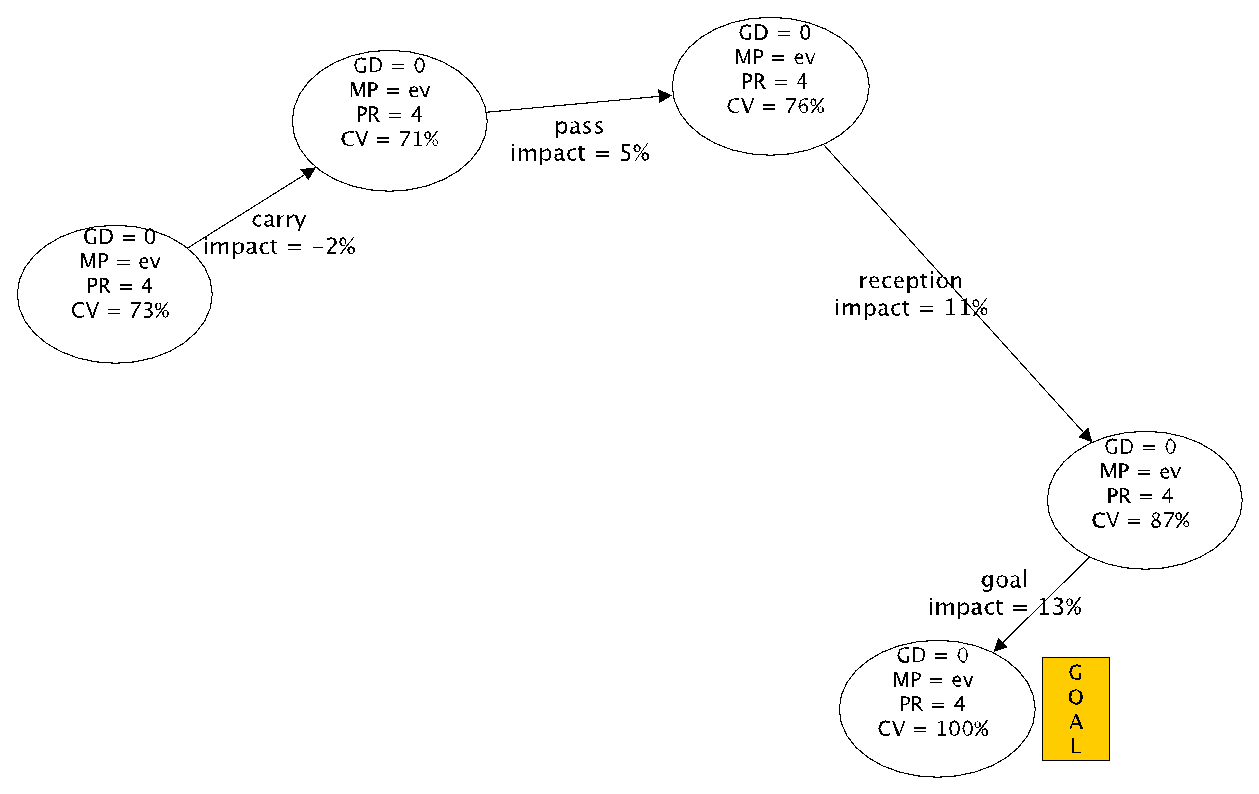 GD = 0
MP = ev
PR = 4
CV = 73%
carry
impact = -2%
GD = 0
MP = ev
PR = 4
CV = 71%
pass
impact = 5%
GD = 0
MP = ev
PR = 4
CV = 76%
reception
impact = 11%
GD = 0
MP = ev
PR = 4
CV = 87%
goal
impact = 13%
GD = 0
MP = ev
PR = 4
CV = 100%
G
O
A
L